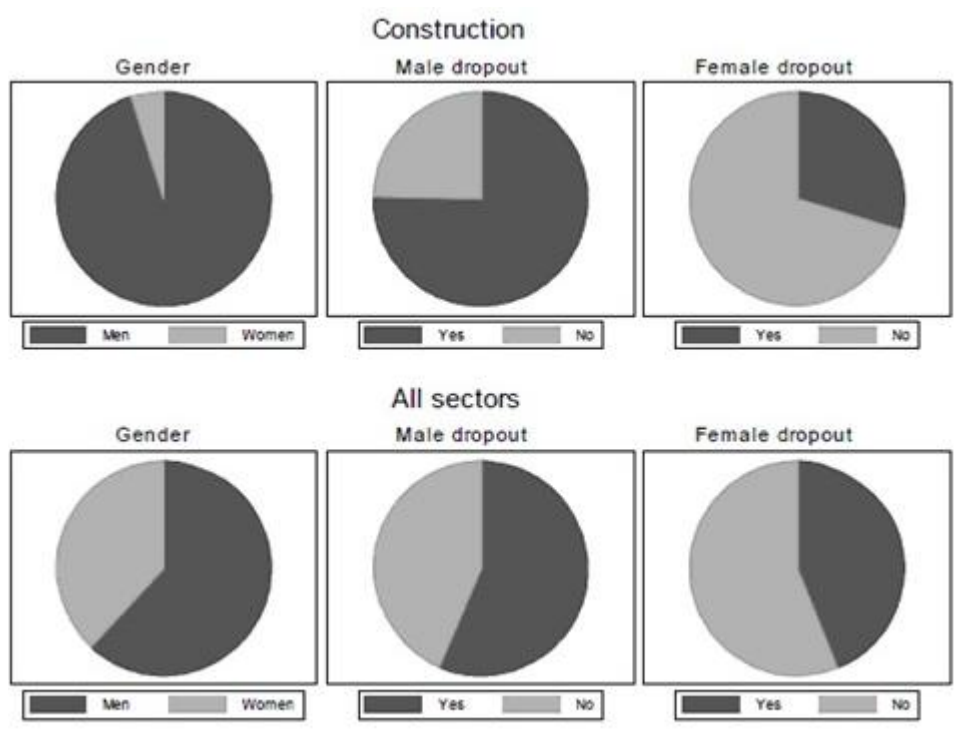 Construction
Gender
Male dropout
Female dropout
Men Women
Yes No
Yes No
All sectors
Gender
Male dropout
Female dropout
Men Women
Yes No
Yes No